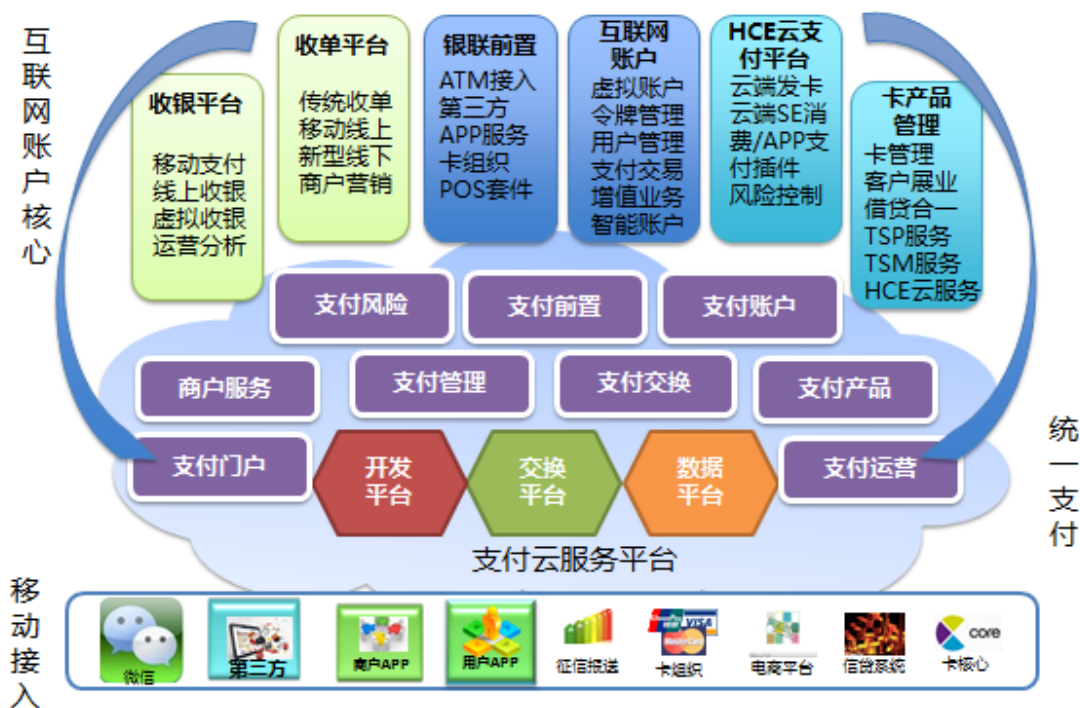 互
联
网
账
户
核
心
收银平台
移动支付
线上收银
虚拟收银
运营分析
收单平台
传统收单
移动线上
新型线下
商户营销
银联前置
ATM接入
第三方
APP服务
卡组织
POS套件
互联网
账户
虚拟账户
令牌管理
用户管理
支付交易
增值业务
智能账户
HCE云支
付平台
云端发卡
云端SE消
费/APP支
付插件
风险控制
卡产品
管理
卡管理
客户展业
借贷合一
TSP服务
TSM服务
HCE云服务
支付风险
支付前置
支付账户
商户服务
支付管理
支付交换
支付产品
支付门户
开发
平台
交换
平台
数据
平台
支付运营
支付云服务平台
统
一
支
付
移
动
接
入
微信
第三方
商户APP
用户APP
征信报送
VISA
MasterCard
卡组织
电商平台
信贷系统
core
卡核心